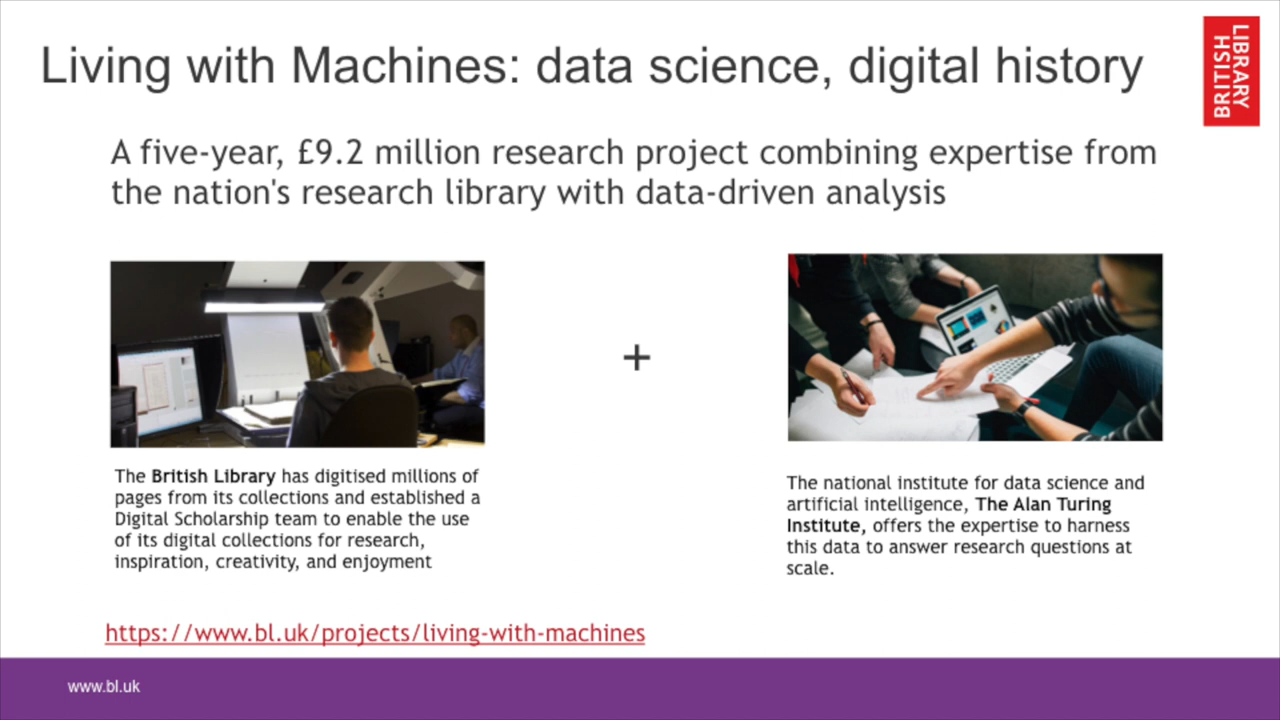 Living with Machines: data science, digital history
LIBRARY
BRITISH
A five-year, £9.2 million research project combining expertise from
the nation's research library with data-driven analysis
+
The British Library has digitised millions of
pages from its collections and established a
Digital Scholarship team to enable the use
of its digital collections for research,
inspiration, creativity, and enjoyment
The national institute for data science and
artificial intelligence, The Alan Turing
Institute, offers the expertise to harness
this data to answer research questions at
scale.
https://www.bl.uk/projects/living-with-machines
www.bl.uk